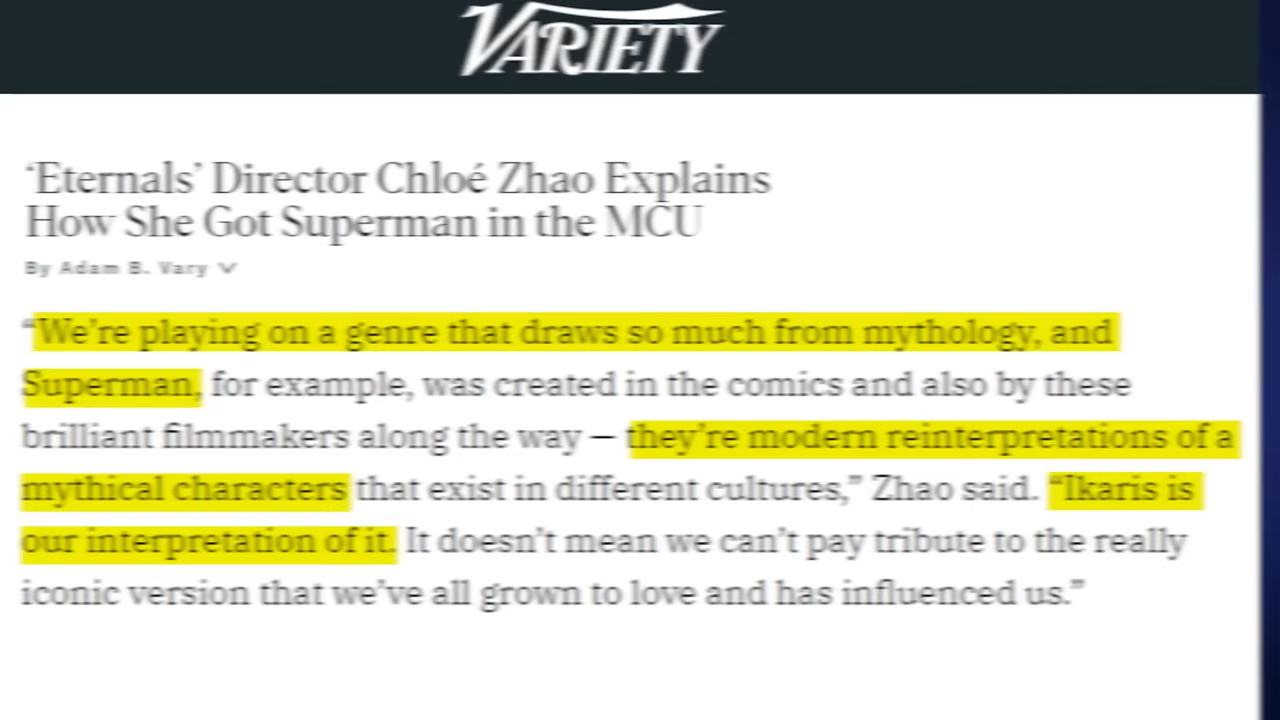 VARIETY
‘Eternals’ Director Chloé Zhao Explains
How She Got Superman in the MCU
By Adam B. Vary
“We’re playing on a genre that draws so much from mythology, and
Superman, for example, was created in the comics and also by these
brilliant filmmakers along the way — they’re modern reinterpretations of a
mythical characters that exist in different cultures,” Zhao said. “Ikaris is
our interpretation of it. It doesn’t mean we can’t pay tribute to the really
iconic version that we’ve all grown to love and has influenced us.”